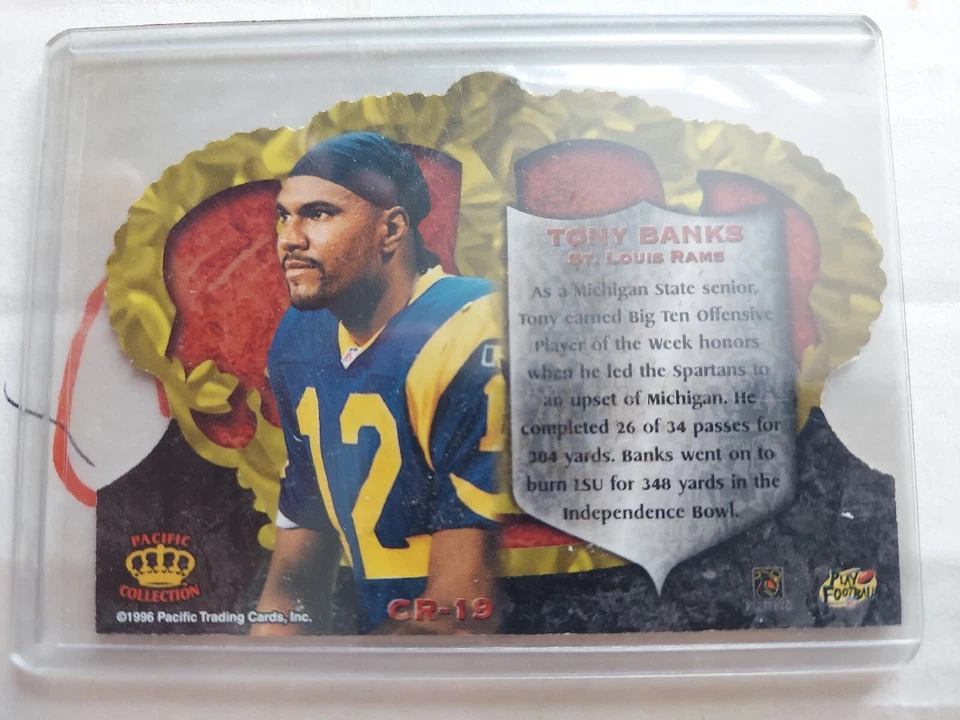 TONY BANKS
ST. LOUIS RAMS
As a Michigan State senior,
Tony earned Big Ten Offensive
Player of the Week honors
when he led the Spartans to
an upset of Michigan. He
completed 26 of 34 passes for
304 yards. Banks went on to
burn LSU for 348 yards in the
Independence Bowl.
12
1
PACIFIC
COLLECTION
©1996 Pacific Trading Cards, Inc.
CR-19
PLAY
FOOTBALL